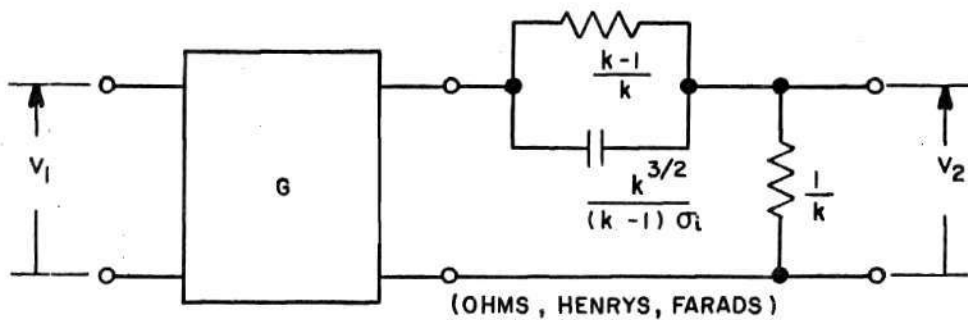 k-1
k
V1
G
k3/2
(k -1) σi
1
k
V2
(OHMS, HENRYS, FARADS)